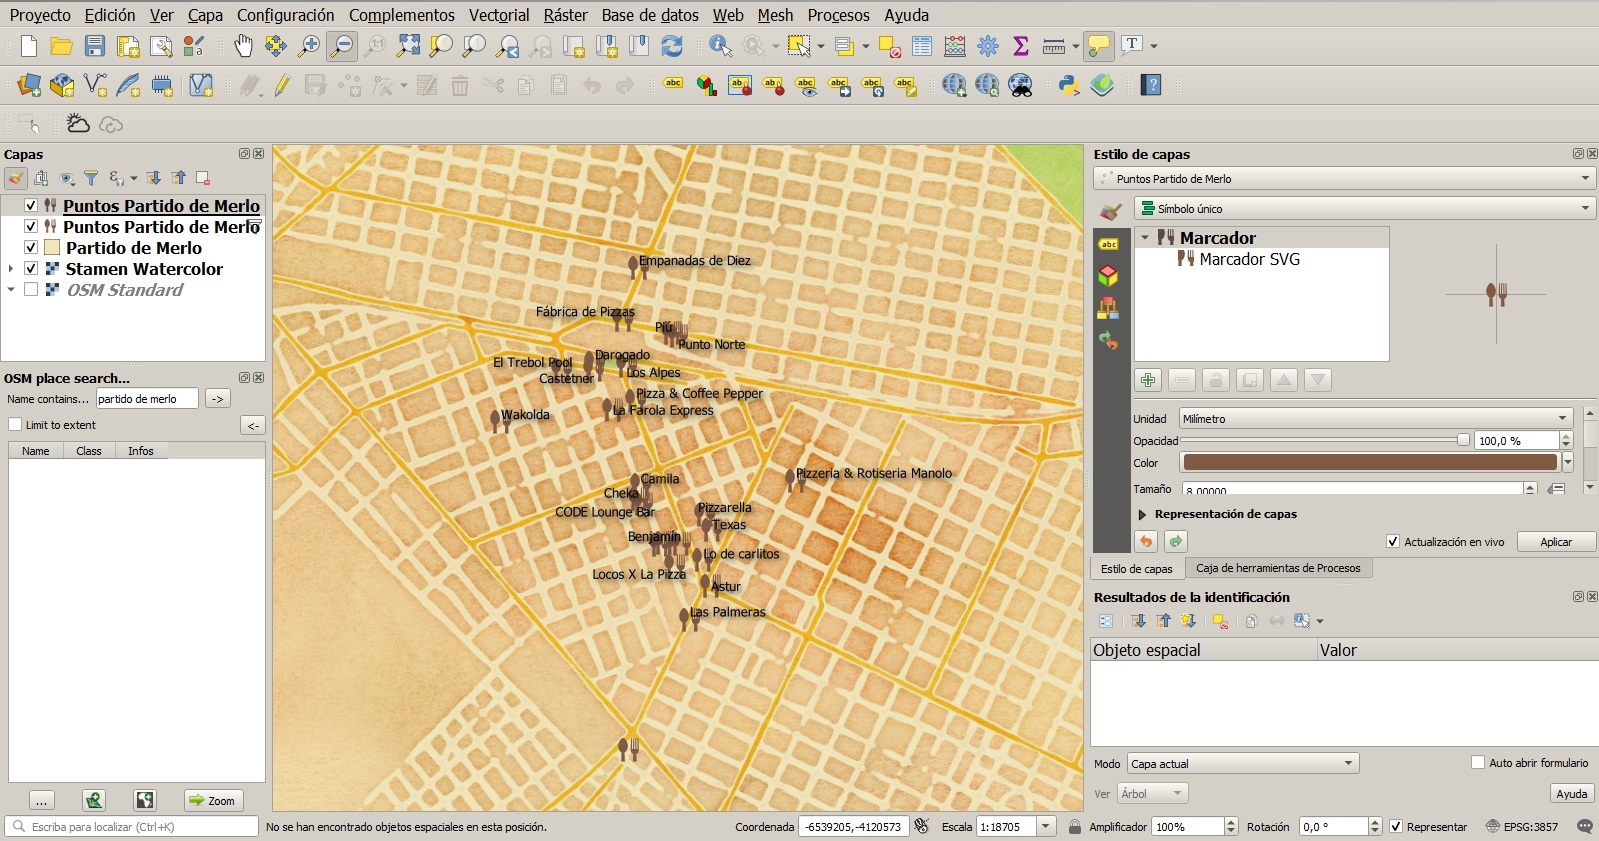 Proyecto Edición Ver Capa Configuración Complementos Vectorial Ráster Base de datos Web Mesh Procesos Ayuda
Capas
Puntos Partido de Merlo
Puntos Partido de Merlo
Partido de Merlo
Stamen Watercolor
OSM Standard
OSM place search...
Name contains... partido de merlo ->
Limit to extent <-
Name Class Infos
... Zoom
Empanadas de Diez
Fábrica de Pizzas
Piú
Punto Norte
Darogado
El Trebol Pool
Los Alpes
Castelner
Pizza & Coffee Pepper
La Farola Express
Wakolda
Pizzeria & Rotiseria Manolo
Camila
Cheka
CODE Lounge Bar
Pizzarella
Texas
Benjamín
Lo de carlitos
Locos X La Pizza
Astur
Las Palmeras
Estilo de capas
Puntos Partido de Merlo
Símbolo único
Marcador
Marcador SVG
Unidad Milímetro
Opacidad 100,0 %
Color
Tamaño 8,00000
Representación de capas
Actualización en vivo Aplicar
Estilo de capas Caja de herramientas de Procesos
Resultados de la identificación
Objeto espacial Valor
Modo Capa actual Auto abrir formulario
Ver Árbol Ayuda
Escriba para localizar (Ctrl+K) No se han encontrado objetos espaciales en esta posición. Coordenada -6539205,-4120573 Escala 1:18705 Amplificador 100% Rotación 0,0 ° Representar EPSG:3857